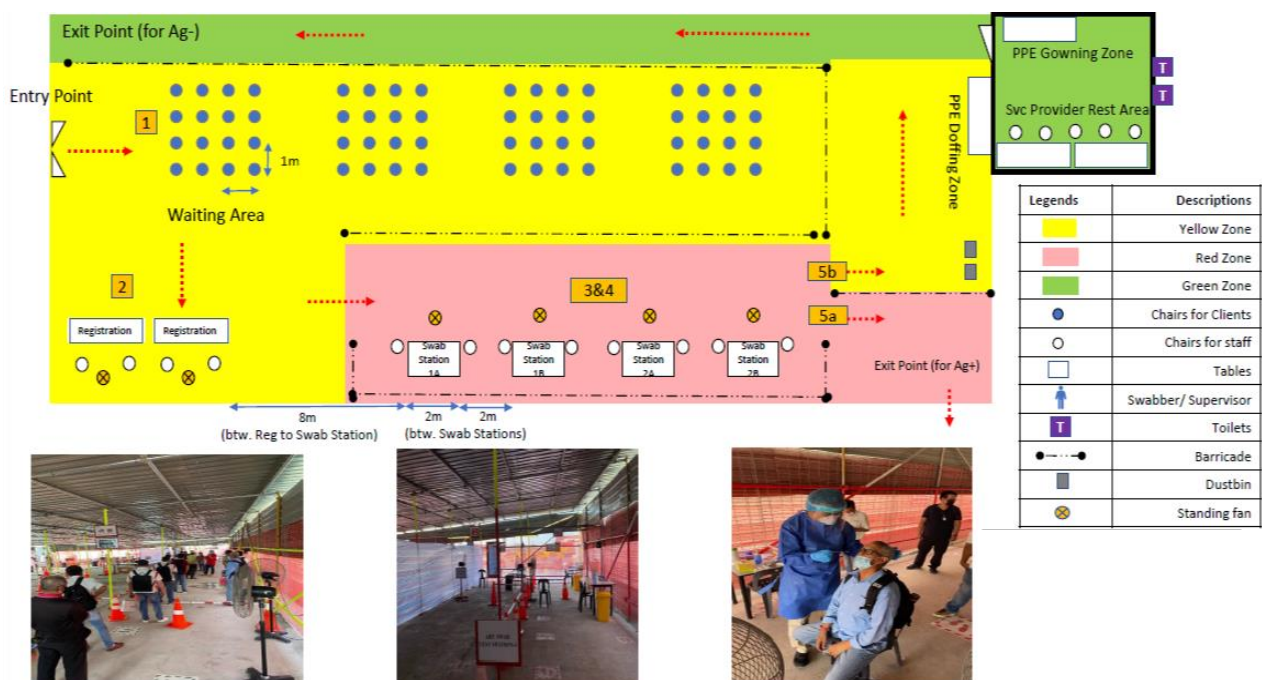 Exit Point (for Ag-)
Entry Point
1
1m
Waiting Area
2
Registration
Registration
3&4
5b
5a
Swab
Station
1A
Swab
Station
1B
Swab
Station
2A
Swab
Station
2B
Exit Point (for Ag+)
8m
(btw. Reg to Swab Station)
2m
2m
(btw. Swab Stations)
PPE Doffing Zone
PPE Gowning Zone
Svc Provider Rest Area
T
T
Legends Descriptions
Yellow Zone
Red Zone
Green Zone
Chairs for Clients
Chairs for staff
Tables
Swabber/ Supervisor
T Toilets
Barricade
Dustbin
Standing fan